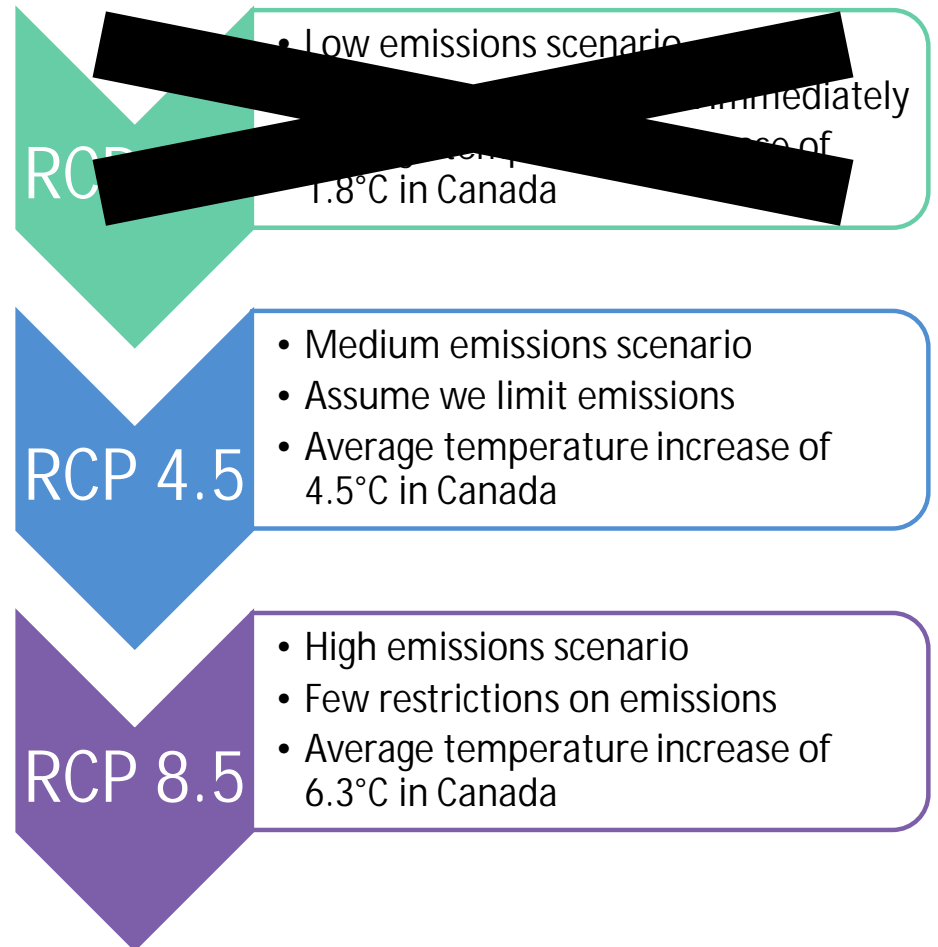 • Low emissions scenario
immediately
of
1.8°C in Canada
RCP 4.5
• Medium emissions scenario
• Assume we limit emissions
• Average temperature increase of
4.5°C in Canada
RCP 8.5
• High emissions scenario
• Few restrictions on emissions
• Average temperature increase of
6.3°C in Canada